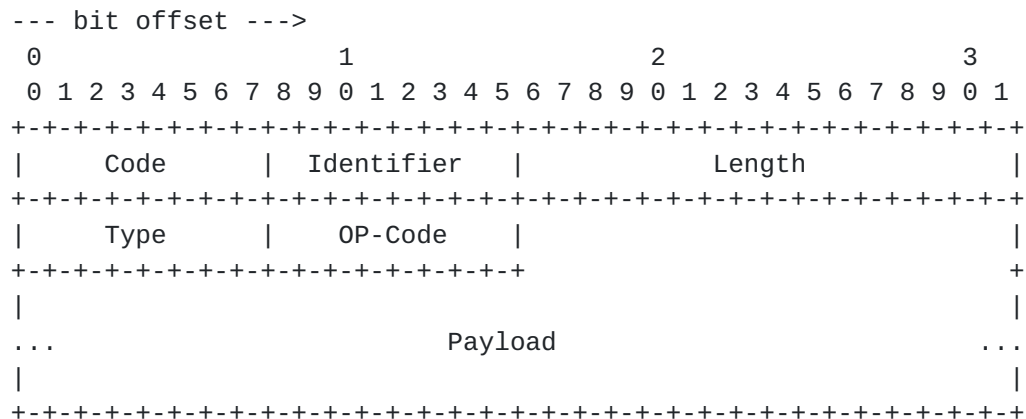 --- bit offset --->
 0                   1                   2                   3
 0 1 2 3 4 5 6 7 8 9 0 1 2 3 4 5 6 7 8 9 0 1 2 3 4 5 6 7 8 9 0 1
+-+-+-+-+-+-+-+-+-+-+-+-+-+-+-+-+-+-+-+-+-+-+-+-+-+-+-+-+-+-+-+-+
|     Code      |  Identifier   |            Length             |
+-+-+-+-+-+-+-+-+-+-+-+-+-+-+-+-+-+-+-+-+-+-+-+-+-+-+-+-+-+-+-+-+
|     Type      |    OP-Code    |                               |
+-+-+-+-+-+-+-+-+-+-+-+-+-+-+-+-+                               +
|                                                               |
...                         Payload                           ...
|                                                               |
+-+-+-+-+-+-+-+-+-+-+-+-+-+-+-+-+-+-+-+-+-+-+-+-+-+-+-+-+-+-+-+-+